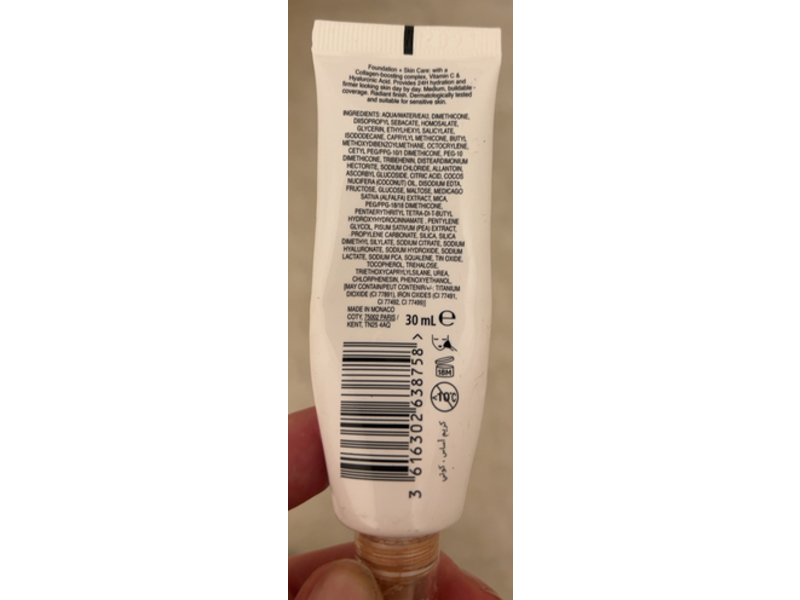 Foundation + Skin Care: with a
Collagen-boosting complex, Vitamin C &
Hyaluronic Acid. Provides 24H hydration and
firmer looking skin day by day. Medium, buildable
coverage. Radiant finish. Dermatologically tested
and suitable for sensitive skin.
INGREDIENTS: AQUA/WATER/EAU, DIMETHICONE,
DIISOPROPYL SEBACATE, HOMOSALATE,
GLYCERIN, ETHYLHEXYL SALICYLATE,
ISODODECANE, CAPRYLYL METHICONE, BUTYL
METHOXYDIBENZOYLMETHANE, OCTOCRYLENE,
CETYL PEG/PPG-10/1 DIMETHICONE, PEG-10
DIMETHICONE, TRIBEHENIN, DISTEARDIMONIUM
HECTORITE, SODIUM CHLORIDE, ALLANTOIN,
ASCORBYL GLUCOSIDE, CITRIC ACID, COCOS
NUCIFERA (COCONUT) OIL, DISODIUM EDTA,
FRUCTOSE, GLUCOSE, MALTOSE, MEDICAGO
SATIVA (ALFALFA) EXTRACT, MICA,
PEG/PPG-18/18 DIMETHICONE,
PENTAERYTHRITYL TETRA-DI-T-BUTYL
HYDROXYHYDROCINNAMATE, PENTYLENE
GLYCOL, PISUM SATIVUM (PEA) EXTRACT,
PROPYLENE CARBONATE, SILICA, SILICA
DIMETHYL SILYLATE, SODIUM CITRATE, SODIUM
HYALURONATE, SODIUM HYDROXIDE, SODIUM
LACTATE, SODIUM PCA, SQUALENE, TIN OXIDE,
TOCOPHEROL, TREHALOSE,
TRIETHOXYCAPRYLYLSILANE, UREA,
CHLORPHENESIN, PHENOXYETHANOL,
[MAY CONTAIN/PEUT CONTENIR/+/-: TITANIUM
DIOXIDE (CI 77891), IRON OXIDES (CI 77491,
CI 77492, CI 77499)]
MADE IN MONACO
COTY, 75002 PARIS /
KENT, TN25 4AQ
30 mL e
18M
<10°C
كريم أساس - كوتي
3 616302 638758 >